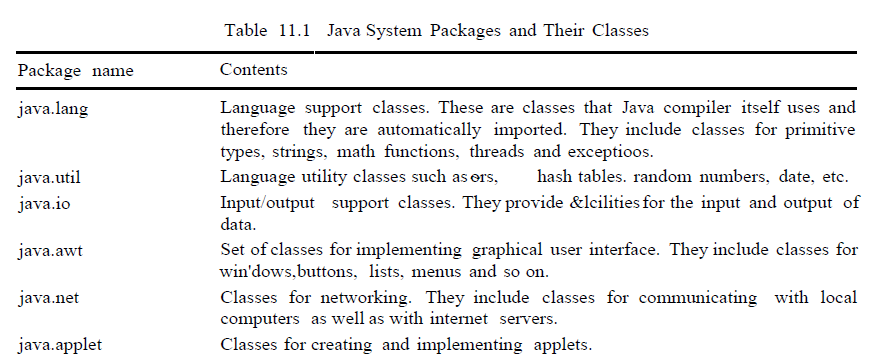 Table 11.1 Java System Packages and Their Classes
Package name Contents
java.lang Language support classes. These are classes that Java compiler itself uses and
therefore they are automatically imported. They include classes for primitive
types, strings, math functions, threads and exceptioos.
java.util Language utility classes such as hash tables. random numbers, date, etc.
java.io Input/output support classes. They provide &lcilities for the input and output of
data.
java.awt Set of classes for implementing graphical user interface. They include classes for
win'dows,buttons, lists, menus and so on.
java.net Classes for networking. They include classes for communicating with local
computers as well as with internet servers.
java.applet Classes for creating and implementing applets.